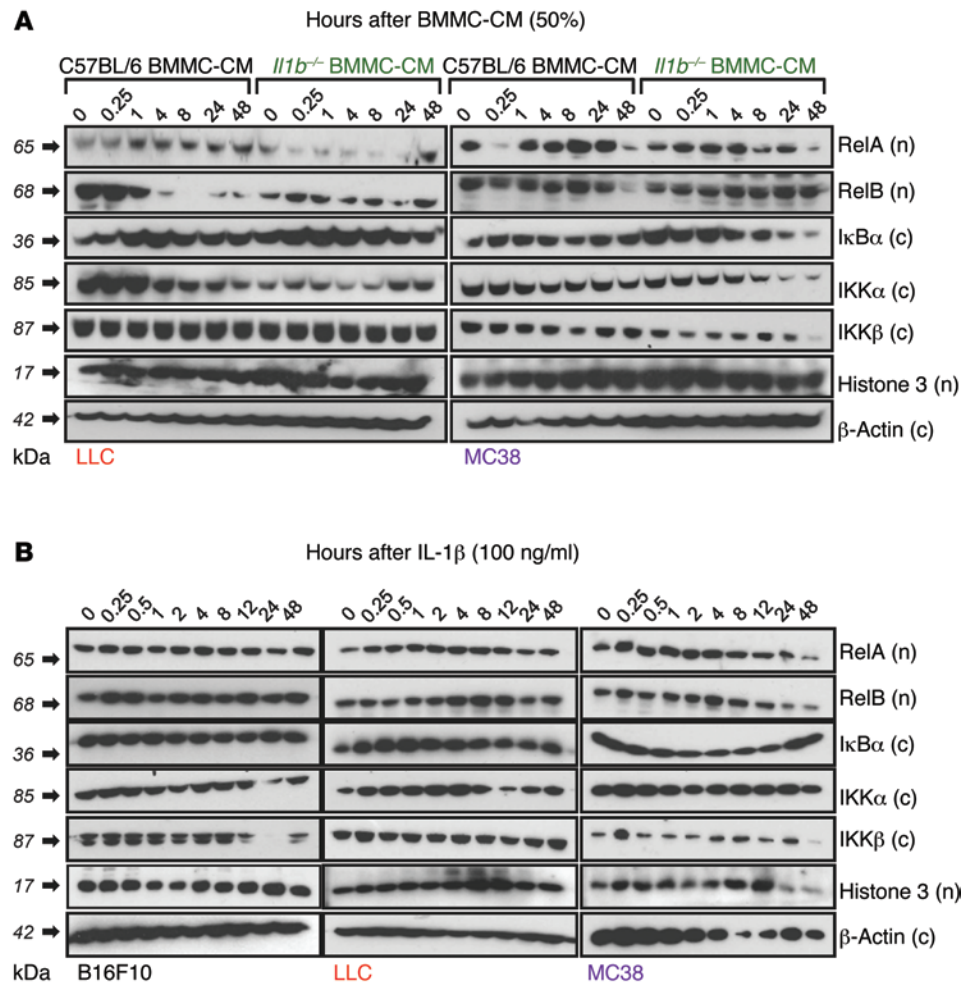 A
Hours after BMMC-CM (50%)
C57BL/6 BMMC-CM Il1b–/– BMMC-CM C57BL/6 BMMC-CM Il1b–/– BMMC-CM
0 0.25 1 4 8 24 48 0 0.25 1 4 8 24 48 0 0.25 1 4 8 24 48 0 0.25 1 4 8 24 48
65 RelA (n)
68 RelB (n)
36 IκBα (c)
85 IKKα (c)
87 IKKβ (c)
17 Histone 3 (n)
42 β-Actin (c)
kDa LLC MC38
B
Hours after IL-1β (100 ng/ml)
0 0.25 0.5 1 2 4 8 12 24 48 0 0.25 0.5 1 2 4 8 12 24 48 0 0.25 0.5 1 2 4 8 12 24 48
65 RelA (n)
68 RelB (n)
36 IκBα (c)
85 IKKα (c)
87 IKKβ (c)
17 Histone 3 (n)
42 β-Actin (c)
kDa B16F10 LLC MC38